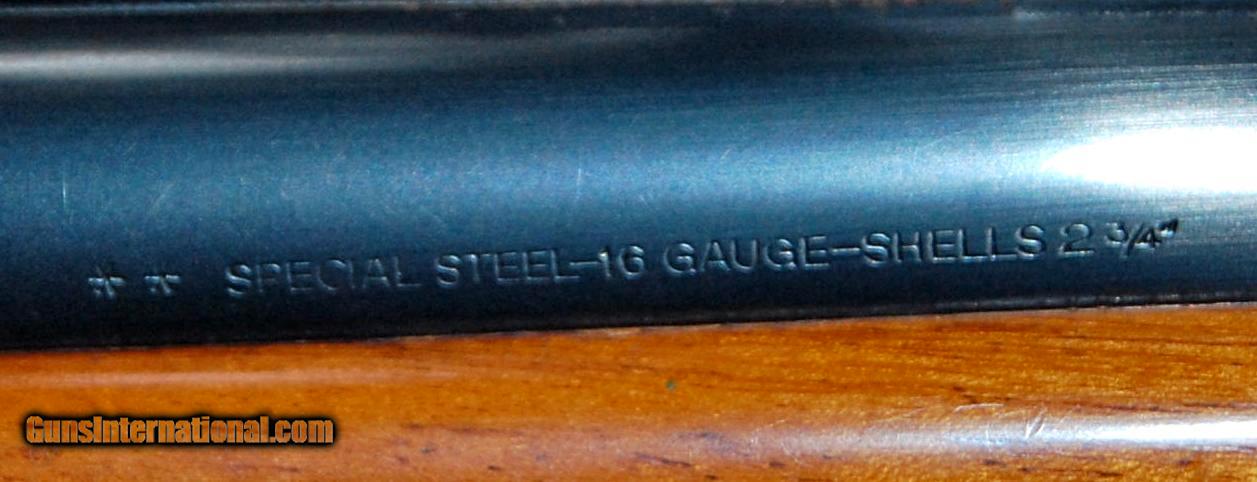 ** SPECIAL STEEL-16 GAUGE-SHELLS 2 3/4"
GunsInternational.com